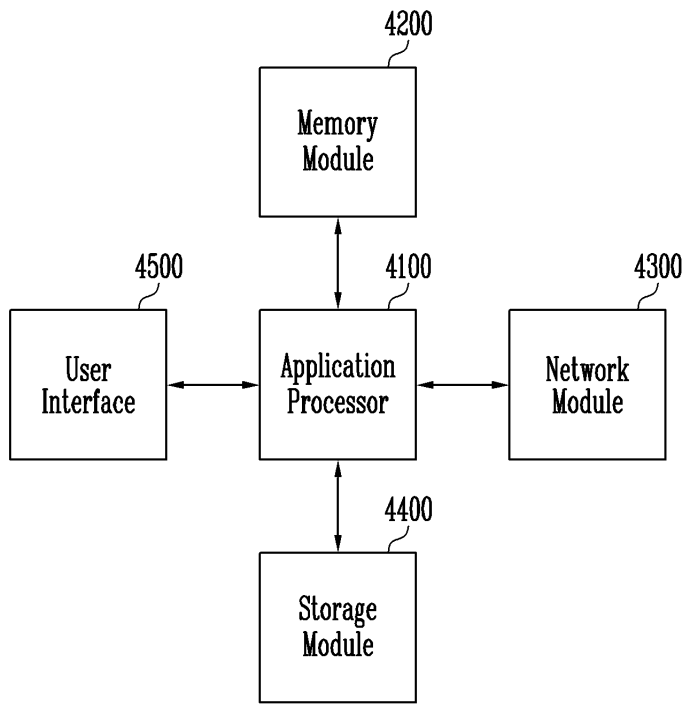 4200
Memory
Module
4500
User
Interface
4100
Application
Processor
4300
Network
Module
4400
Storage
Module